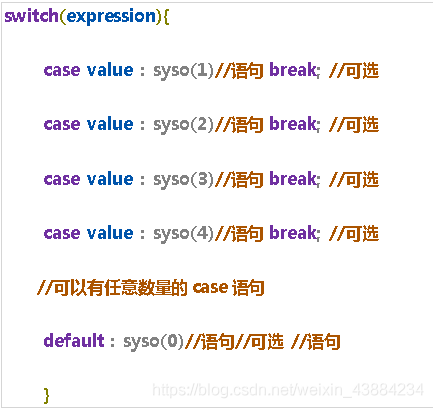 switch(expression){
case value : syso(1)//语句 break; //可选
case value : syso(2)//语句 break; //可选
case value : syso(3)//语句 break; //可选
case value : syso(4)//语句 break; //可选
//可以有任意数量的 case 语句
default : syso(0)//语句//可选 //语句
}
https://blog.csdn.net/weixin_43884234